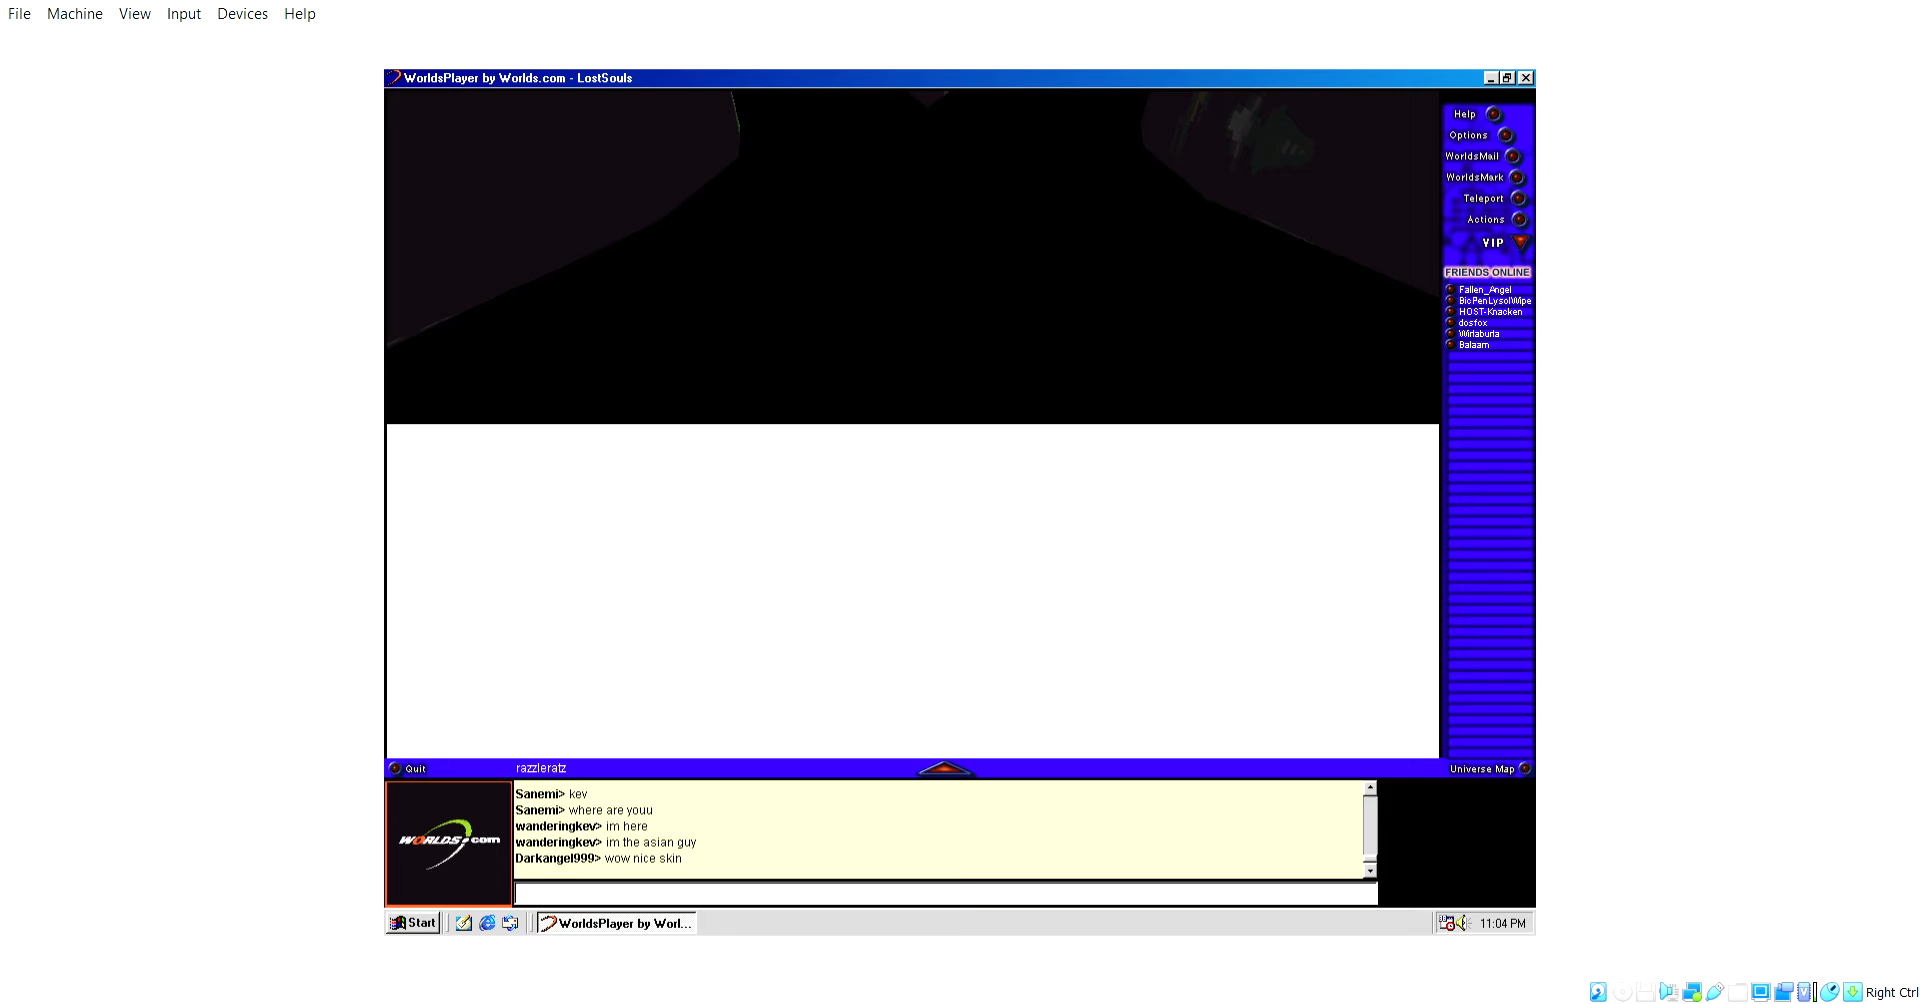 File Machine View Input Devices Help
WorldsPlayer by Worlds.com - LostSouls
Help
Options
WorldsMail
WorldsMark
Teleport
Actions
VIP
FRIENDS ONLINE
Fallen_Angel
BicPenLysolWipe
HOST-Knacken
dosfox
Wirlaburla
Balaam
Quit razzleratz Universe Map
WORLDS.com
Sanemi> kev
Sanemi> where are youu
wanderingkev> im here
wanderingkev> im the asian guy
Darkangel999> wow nice skin
Start WorldsPlayer by Worl... 11:04 PM
Right Ctrl